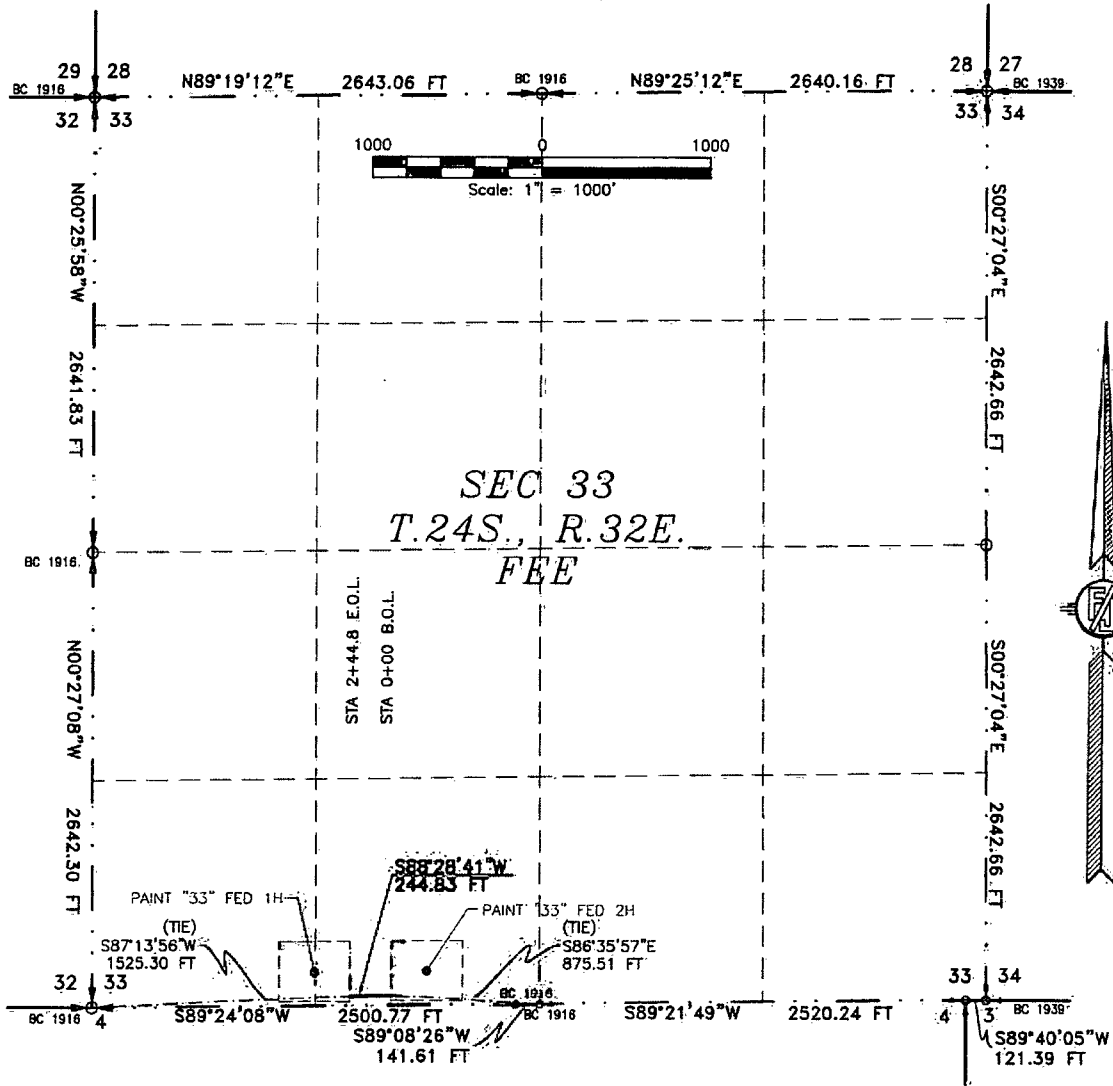 29 28
28 27
BC 1916
N89°19'12"E 2643.06 FT
BC 1916
N89°25'12"E 2640.16 FT
BC 1939
32 33
33 34
1000 0 1000
Scale: 1" = 1000'
N00°25'58"W
2641.83 FT
S00°27'04"E
2642.66 FT
SEC 33
T.24S., R.32E.
FEE
BC 1916
STA 2+44.8 E.O.L.
STA 0+00 B.O.L.
N00°27'08"W
2642.30 FT
S00°27'04"E
2642.66 FT
S88°28'41"W
244.83 FT
PAINT "33" FED 1H
(TIE)
S87°13'56"W
1525.30 FT
PAINT "33" FED 2H
(TIE)
S86°35'57"E
875.51 FT
32 33
BC 1916 4
S89°24'08"W 2500.77 FT
BC 1916
BC 1916
S89°08'26"W
141.61 FT
S89°21'49"W 2520.24 FT
33 34
4 3 BC 1939
S89°40'05"W
121.39 FT